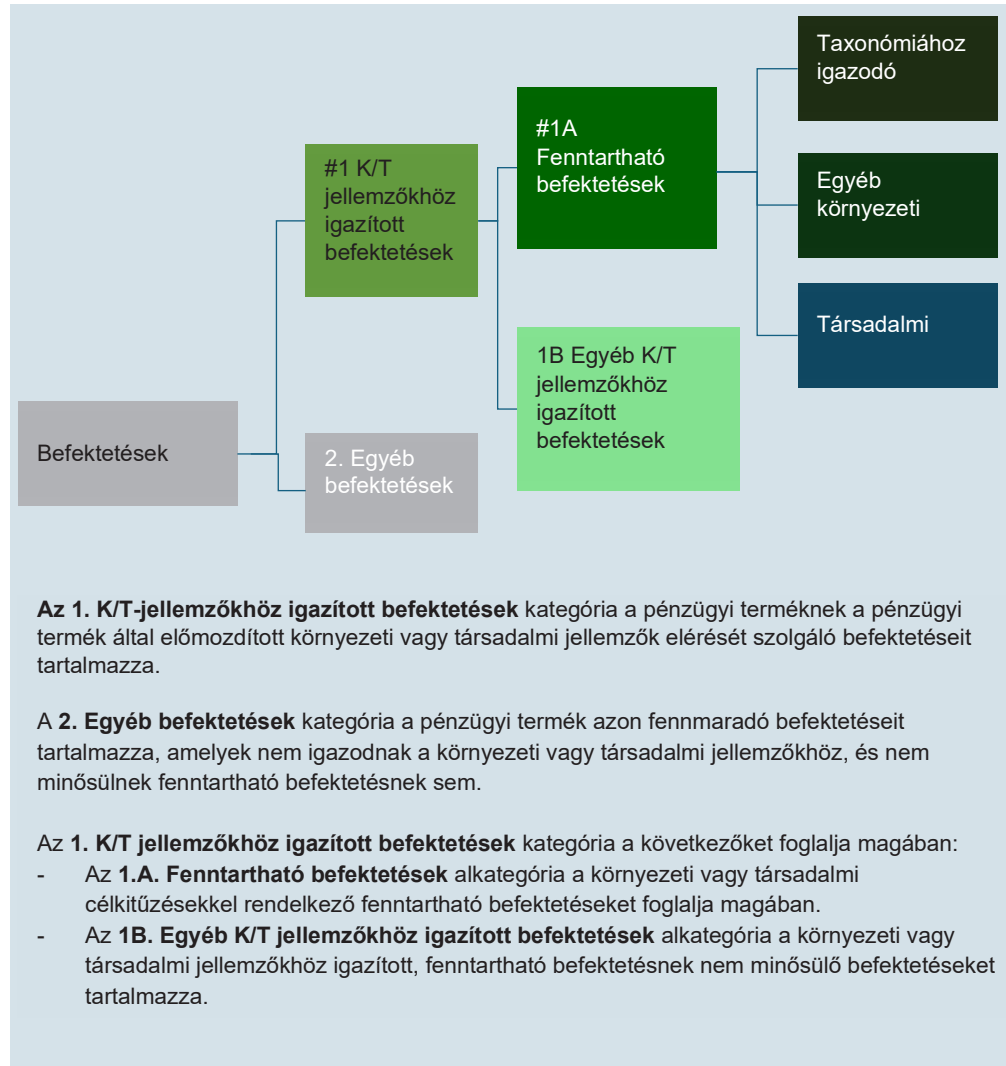 Taxonómiához
igazodó
#1A
Fenntartható
befektetések
#1 K/T
jellemzőkhöz
igazított
befektetések
Egyéb
környezeti
Társadalmi
1B Egyéb K/T
jellemzőkhöz
igazított
befektetések
Befektetések
2. Egyéb
befektetések
Az 1. K/T-jellemzőkhöz igazított befektetések kategória a pénzügyi terméknek a pénzügyi
termék által előmozdított környezeti vagy társadalmi jellemzők elérését szolgáló befektetéseit
tartalmazza.
A 2. Egyéb befektetések kategória a pénzügyi termék azon fennmaradó befektetéseit
tartalmazza, amelyek nem igazodnak a környezeti vagy társadalmi jellemzőkhöz, és nem
minősülnek fenntartható befektetésnek sem.
Az 1. K/T jellemzőkhöz igazított befektetések kategória a következőket foglalja magában:
- Az 1.A. Fenntartható befektetések alkategória a környezeti vagy társadalmi
célkitűzésekkel rendelkező fenntartható befektetéseket foglalja magában.
- Az 1B. Egyéb K/T jellemzőkhöz igazított befektetések alkategória a környezeti vagy
társadalmi jellemzőkhöz igazított, fenntartható befektetésnek nem minősülő befektetéseket
tartalmazza.